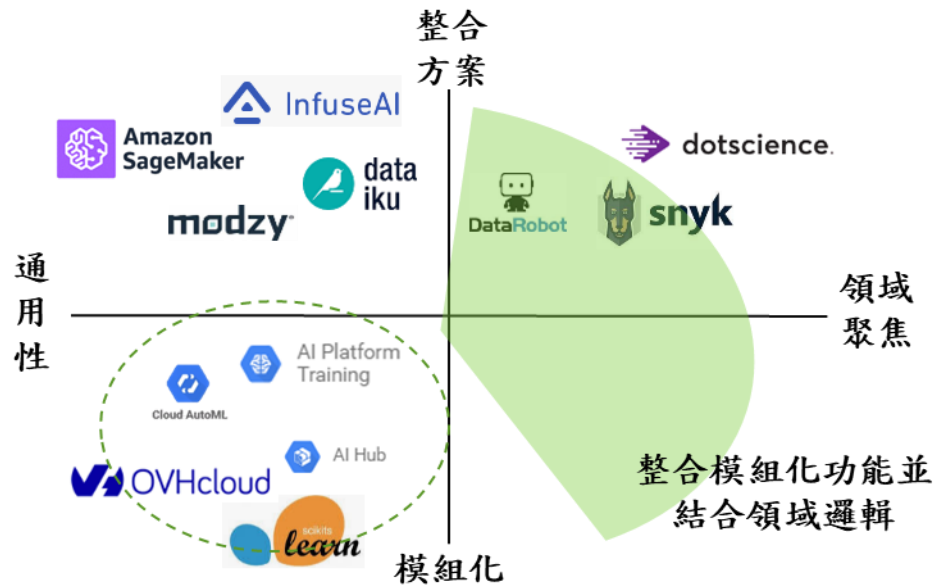 整合
方案
InfuseAI
Amazon
SageMaker
data
iku
modzy
dotscience.
DataRobot
snyk
通
用
性
領域
聚焦
AI Platform
Training
Cloud AutoML
AI Hub
OVHcloud
scikits
learn
整合模組化功能並
結合領域邏輯
模組化